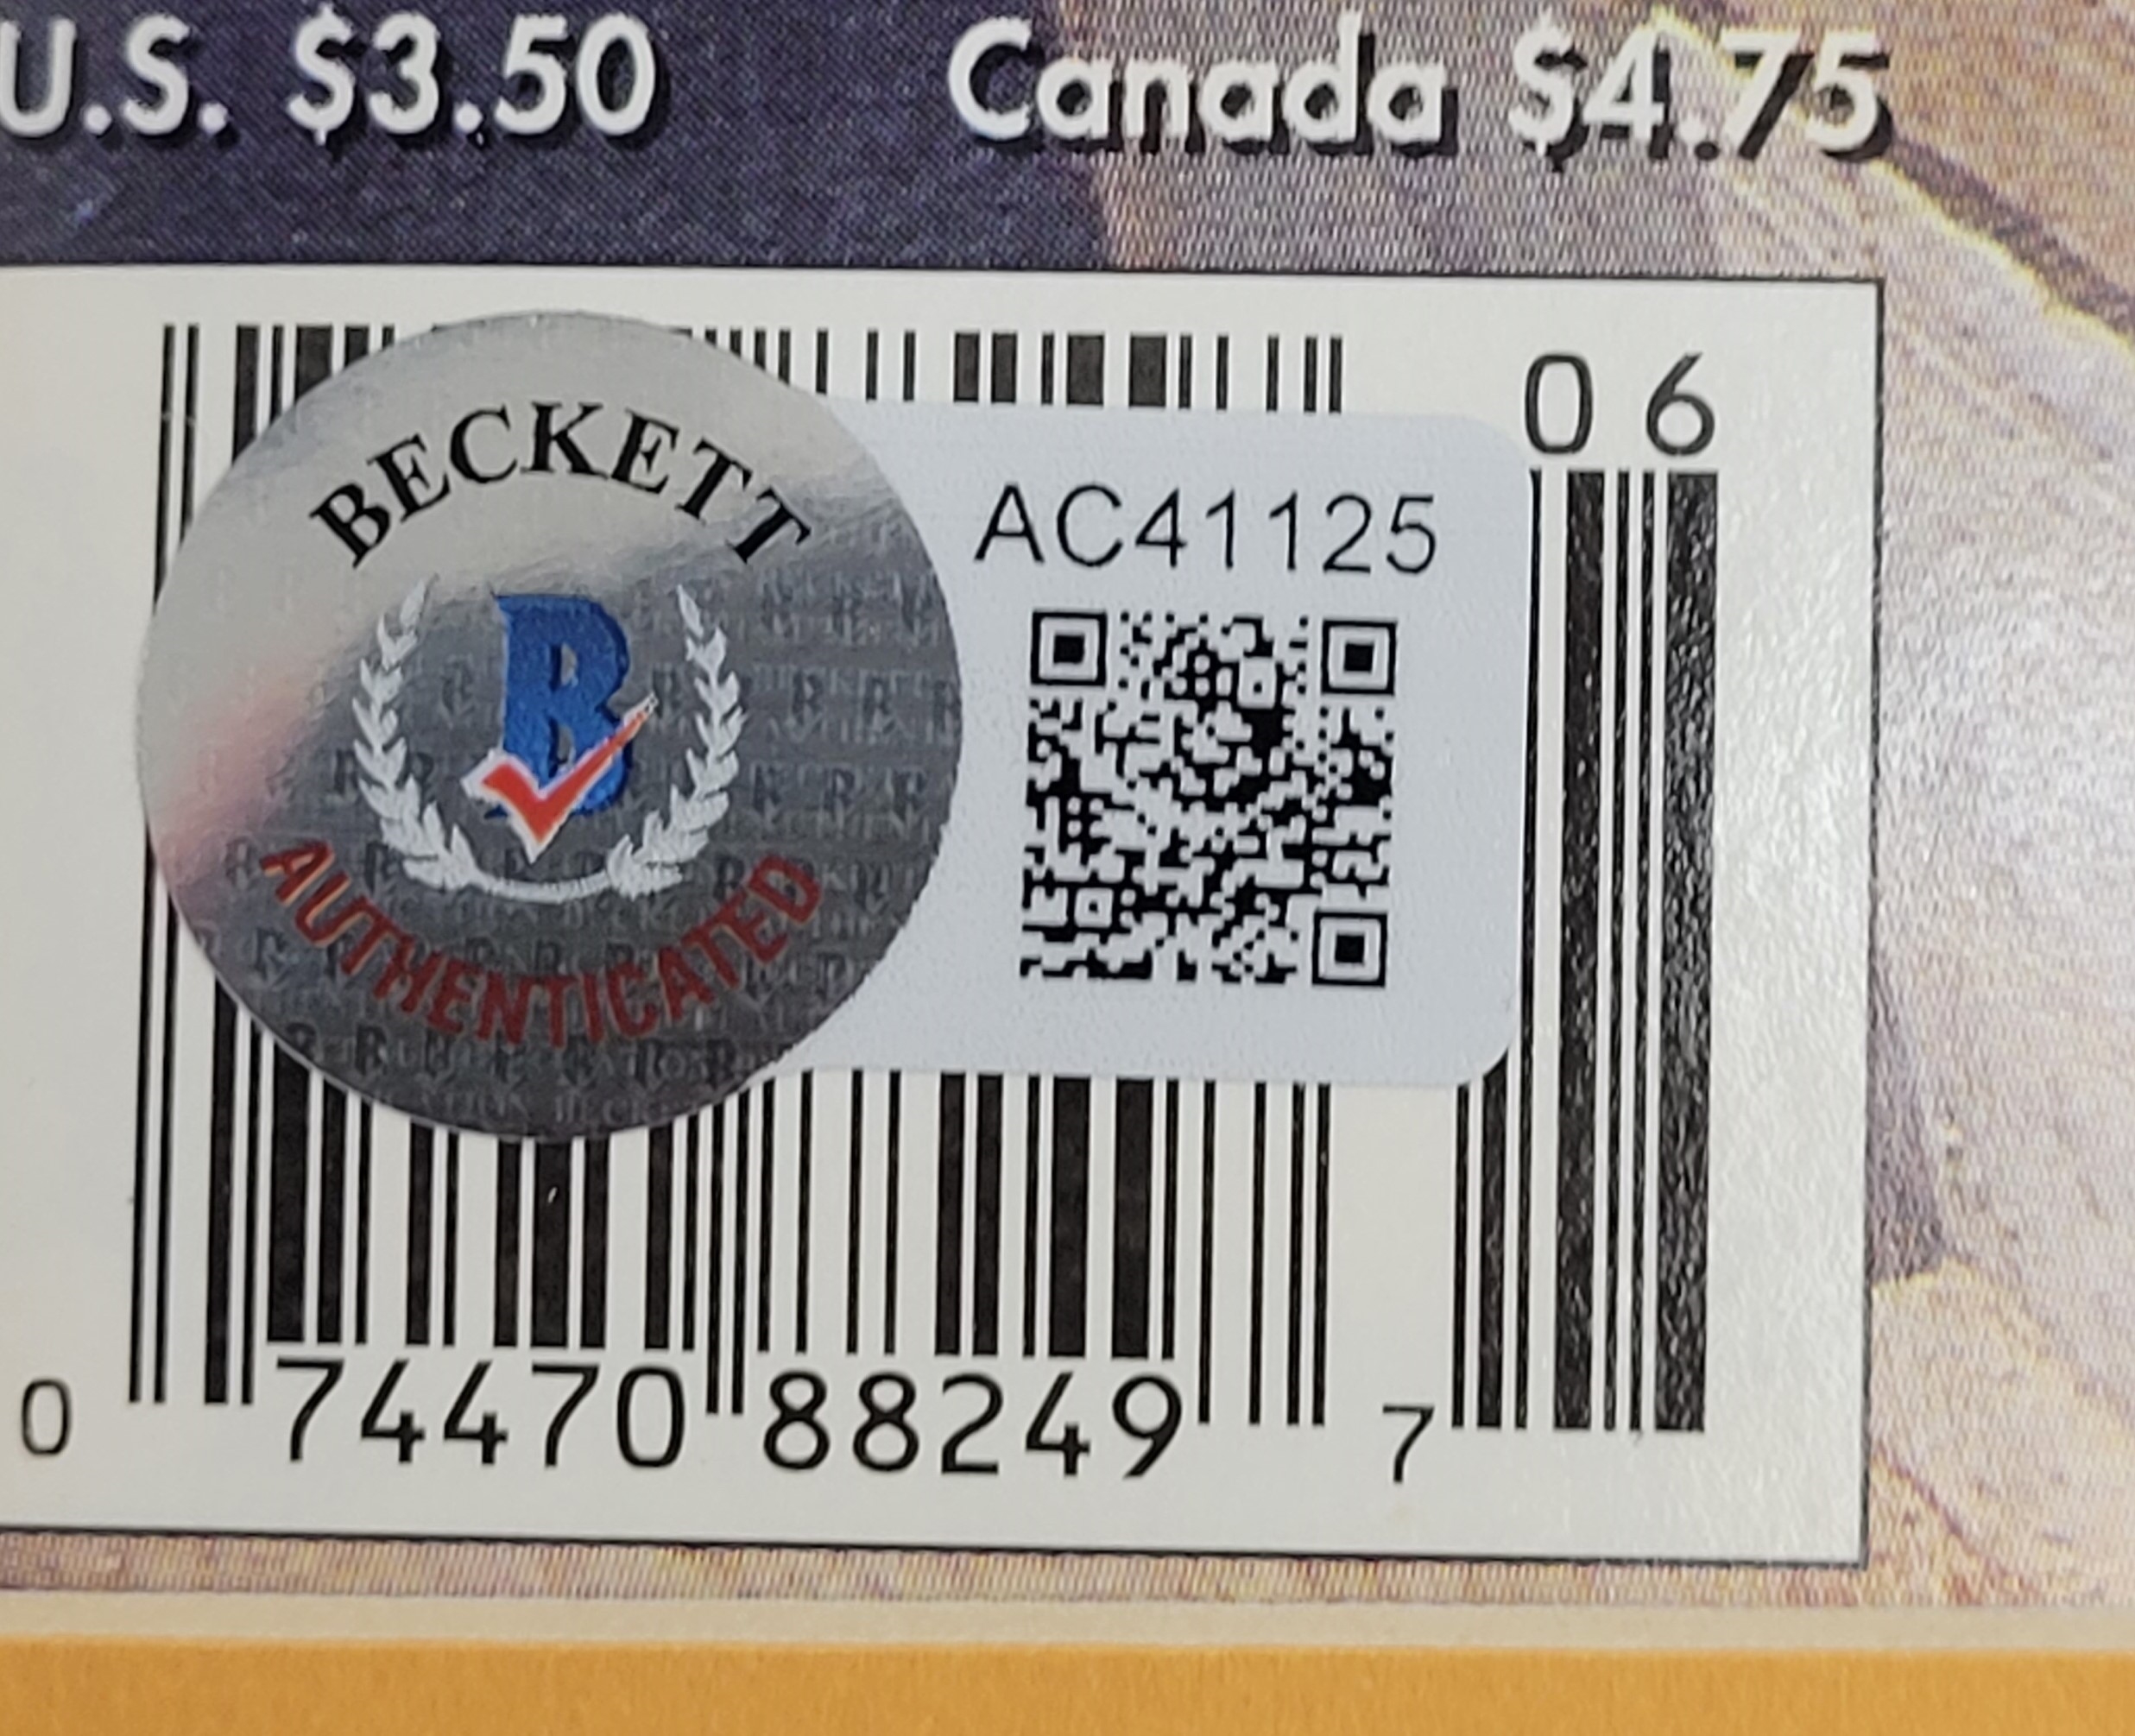 U.S. $3.50 Canada $4.75
06
BECKETT
AC41125
B
AUTHENTICATED
0 74470 88249 7